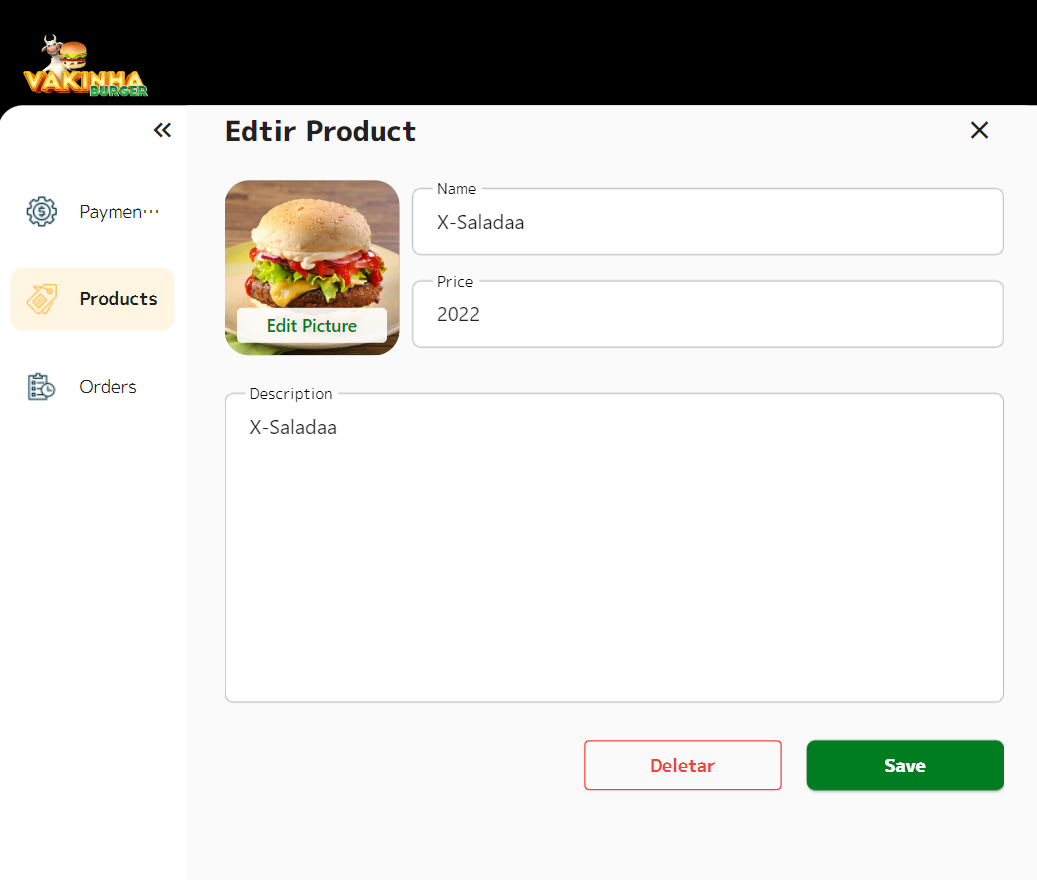 VAKINHA
BURGER
Edtir Product
Paymen···
Products
Orders
Edit Picture
Name
X-Saladaa
Price
2022
Description
X-Saladaa
Deletar
Save